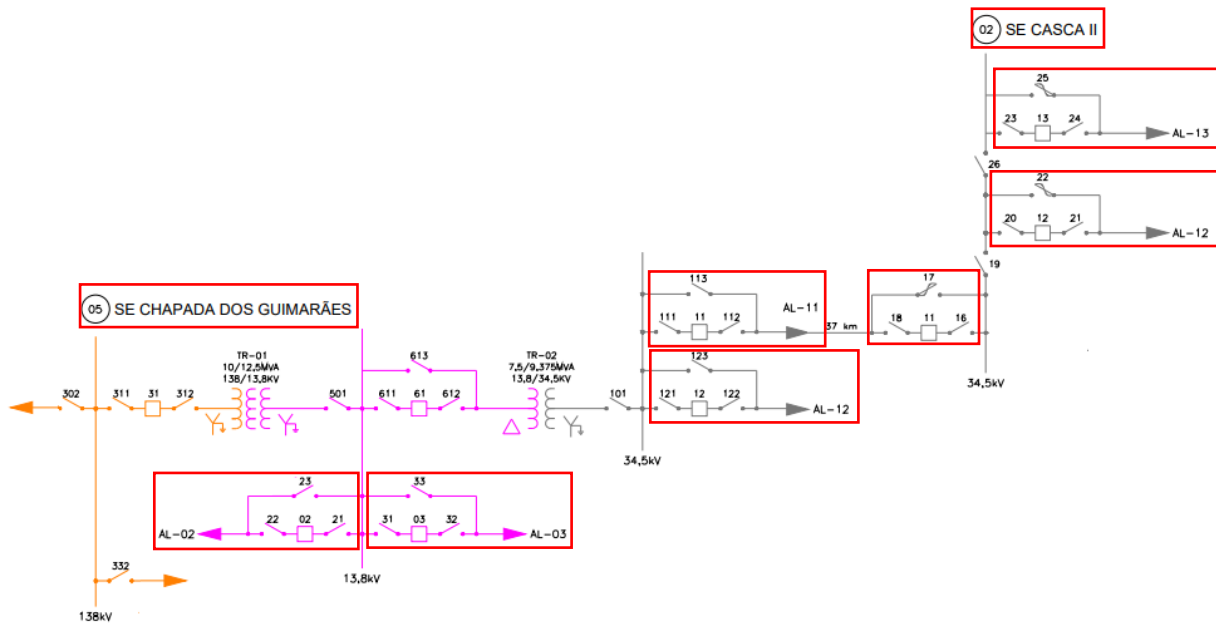 02 SE CASCA II
25
23 13 24 AL-13
26
22
20 12 21 AL-12
19
113
111 11 112 AL-11
37 km
17
18 11 16
34,5kV
05 SE CHAPADA DOS GUIMARÃES
TR-01
10/12,5MVA
138/13,8KV
613
TR-02
7,5/9,375MVA
13,8/34,5KV
123
302 311 31 312 501 611 61 612 101 121 12 122 AL-12
34,5kV
23 33
AL-02 22 02 21 31 03 32 AL-03
332
13,8kV
138kV